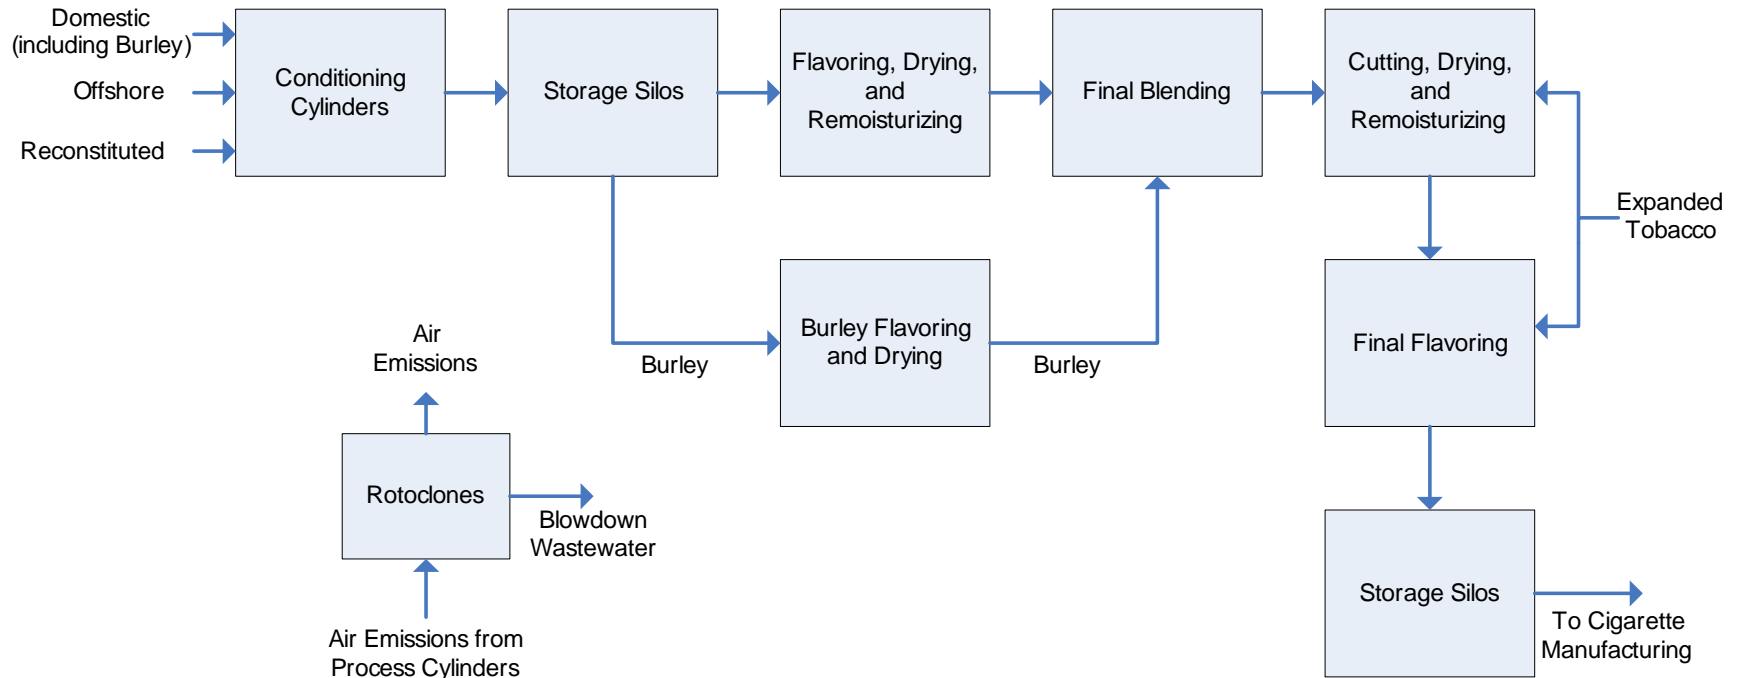 Domestic
(including Burley)
Offshore
Reconstituted
Conditioning
Cylinders
Storage Silos
Flavoring, Drying,
and
Remoisturizing
Final Blending
Cutting, Drying,
and
Remoisturizing
Expanded
Tobacco
Burley
Burley Flavoring
and Drying
Burley
Final Flavoring
Air
Emissions
Rotoclones
Blowdown
Wastewater
Air Emissions from
Process Cylinders
Storage Silos
To Cigarette
Manufacturing